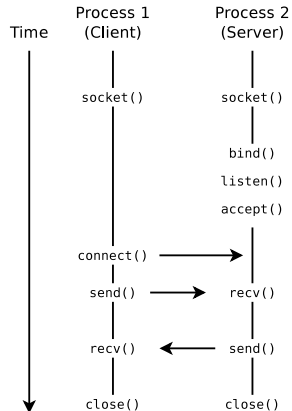 Process 1
(Client)
Process 2
(Server)
Time
socket()
socket()
bind()
listen()
accept()
connect()
send()
recv()
recv()
send()
close()
close()